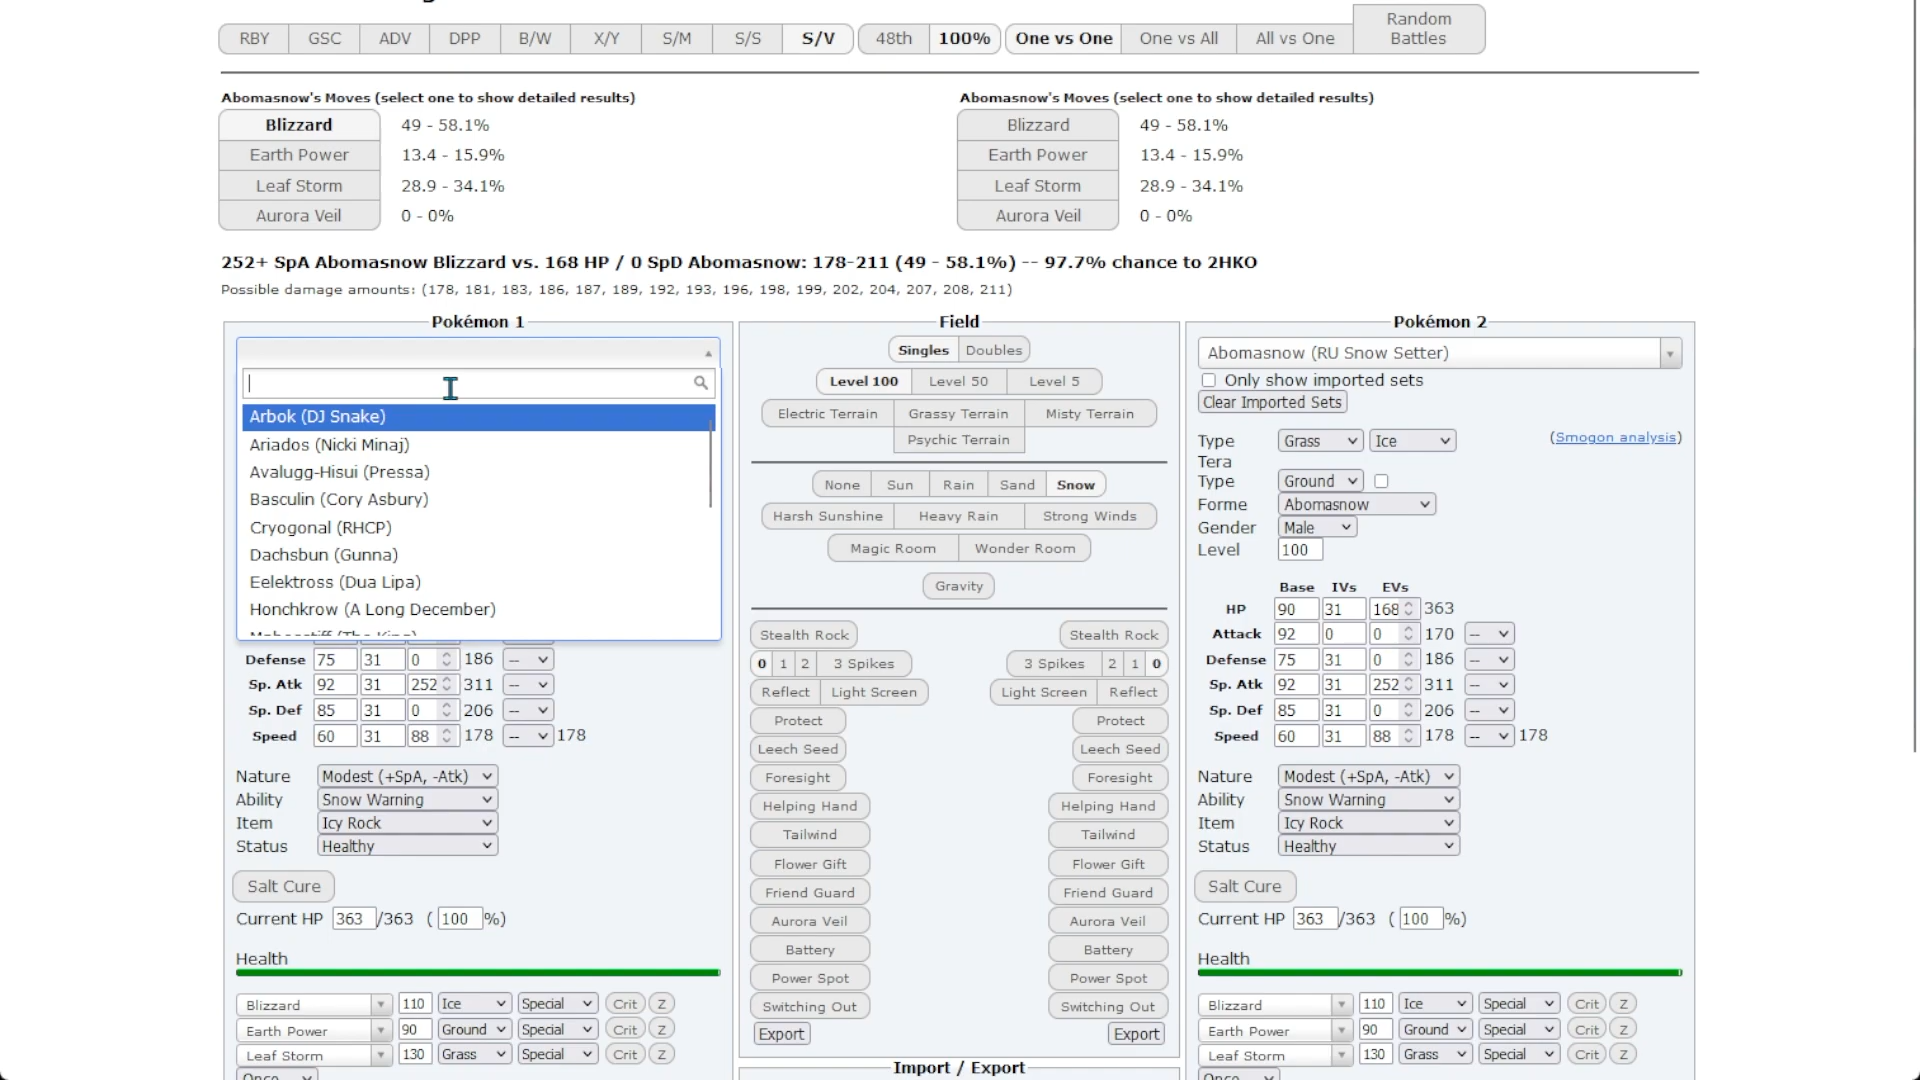 RBY GSC ADV DPP B/W X/Y S/M S/S S/V 48th 100% One vs One One vs All All vs One Random Battles
Abomasnow's Moves (select one to show detailed results)
Blizzard 49 - 58.1%
Earth Power 13.4 - 15.9%
Leaf Storm 28.9 - 34.1%
Aurora Veil 0 - 0%
Abomasnow's Moves (select one to show detailed results)
Blizzard 49 - 58.1%
Earth Power 13.4 - 15.9%
Leaf Storm 28.9 - 34.1%
Aurora Veil 0 - 0%
252+ SpA Abomasnow Blizzard vs. 168 HP / 0 SpD Abomasnow: 178-211 (49 - 58.1%) -- 97.7% chance to 2HKO
Possible damage amounts: (178, 181, 183, 186, 187, 189, 192, 193, 196, 198, 199, 202, 204, 207, 208, 211)
Pokémon 1
Arbok (DJ Snake)
Ariados (Nicki Minaj)
Avalugg-Hisui (Pressa)
Basculin (Cory Asbury)
Cryogonal (RHCP)
Dachsbun (Gunna)
Eelektross (Dua Lipa)
Honchkrow (A Long December)
Mabosstiff (The King)
Defense 75 31 0 186 --
Sp. Atk 92 31 252 311 --
Sp. Def 85 31 0 206 --
Speed 60 31 88 178 -- 178
Nature Modest (+SpA, -Atk)
Ability Snow Warning
Item Icy Rock
Status Healthy
Salt Cure
Current HP 363 /363 ( 100 %)
Health
Blizzard 110 Ice Special Crit Z
Earth Power 90 Ground Special Crit Z
Leaf Storm 130 Grass Special Crit Z
Once
Field
Singles Doubles
Level 100 Level 50 Level 5
Electric Terrain Grassy Terrain Misty Terrain
Psychic Terrain
None Sun Rain Sand Snow
Harsh Sunshine Heavy Rain Strong Winds
Magic Room Wonder Room
Gravity
Stealth Rock Stealth Rock
0 1 2 3 Spikes 3 Spikes 2 1 0
Reflect Light Screen Light Screen Reflect
Protect Protect
Leech Seed Leech Seed
Foresight Foresight
Helping Hand Helping Hand
Tailwind Tailwind
Flower Gift Flower Gift
Friend Guard Friend Guard
Aurora Veil Aurora Veil
Battery Battery
Power Spot Power Spot
Switching Out Switching Out
Export Export
Import / Export
Pokémon 2
Abomasnow (RU Snow Setter)
Only show imported sets
Clear Imported Sets
Type Grass Ice (Smogon analysis)
Tera
Type Ground
Forme Abomasnow
Gender Male
Level 100
Base IVs EVs
HP 90 31 168 363
Attack 92 0 0 170 --
Defense 75 31 0 186 --
Sp. Atk 92 31 252 311 --
Sp. Def 85 31 0 206 --
Speed 60 31 88 178 -- 178
Nature Modest (+SpA, -Atk)
Ability Snow Warning
Item Icy Rock
Status Healthy
Salt Cure
Current HP 363 /363 ( 100 %)
Health
Blizzard 110 Ice Special Crit Z
Earth Power 90 Ground Special Crit Z
Leaf Storm 130 Grass Special Crit Z
Once